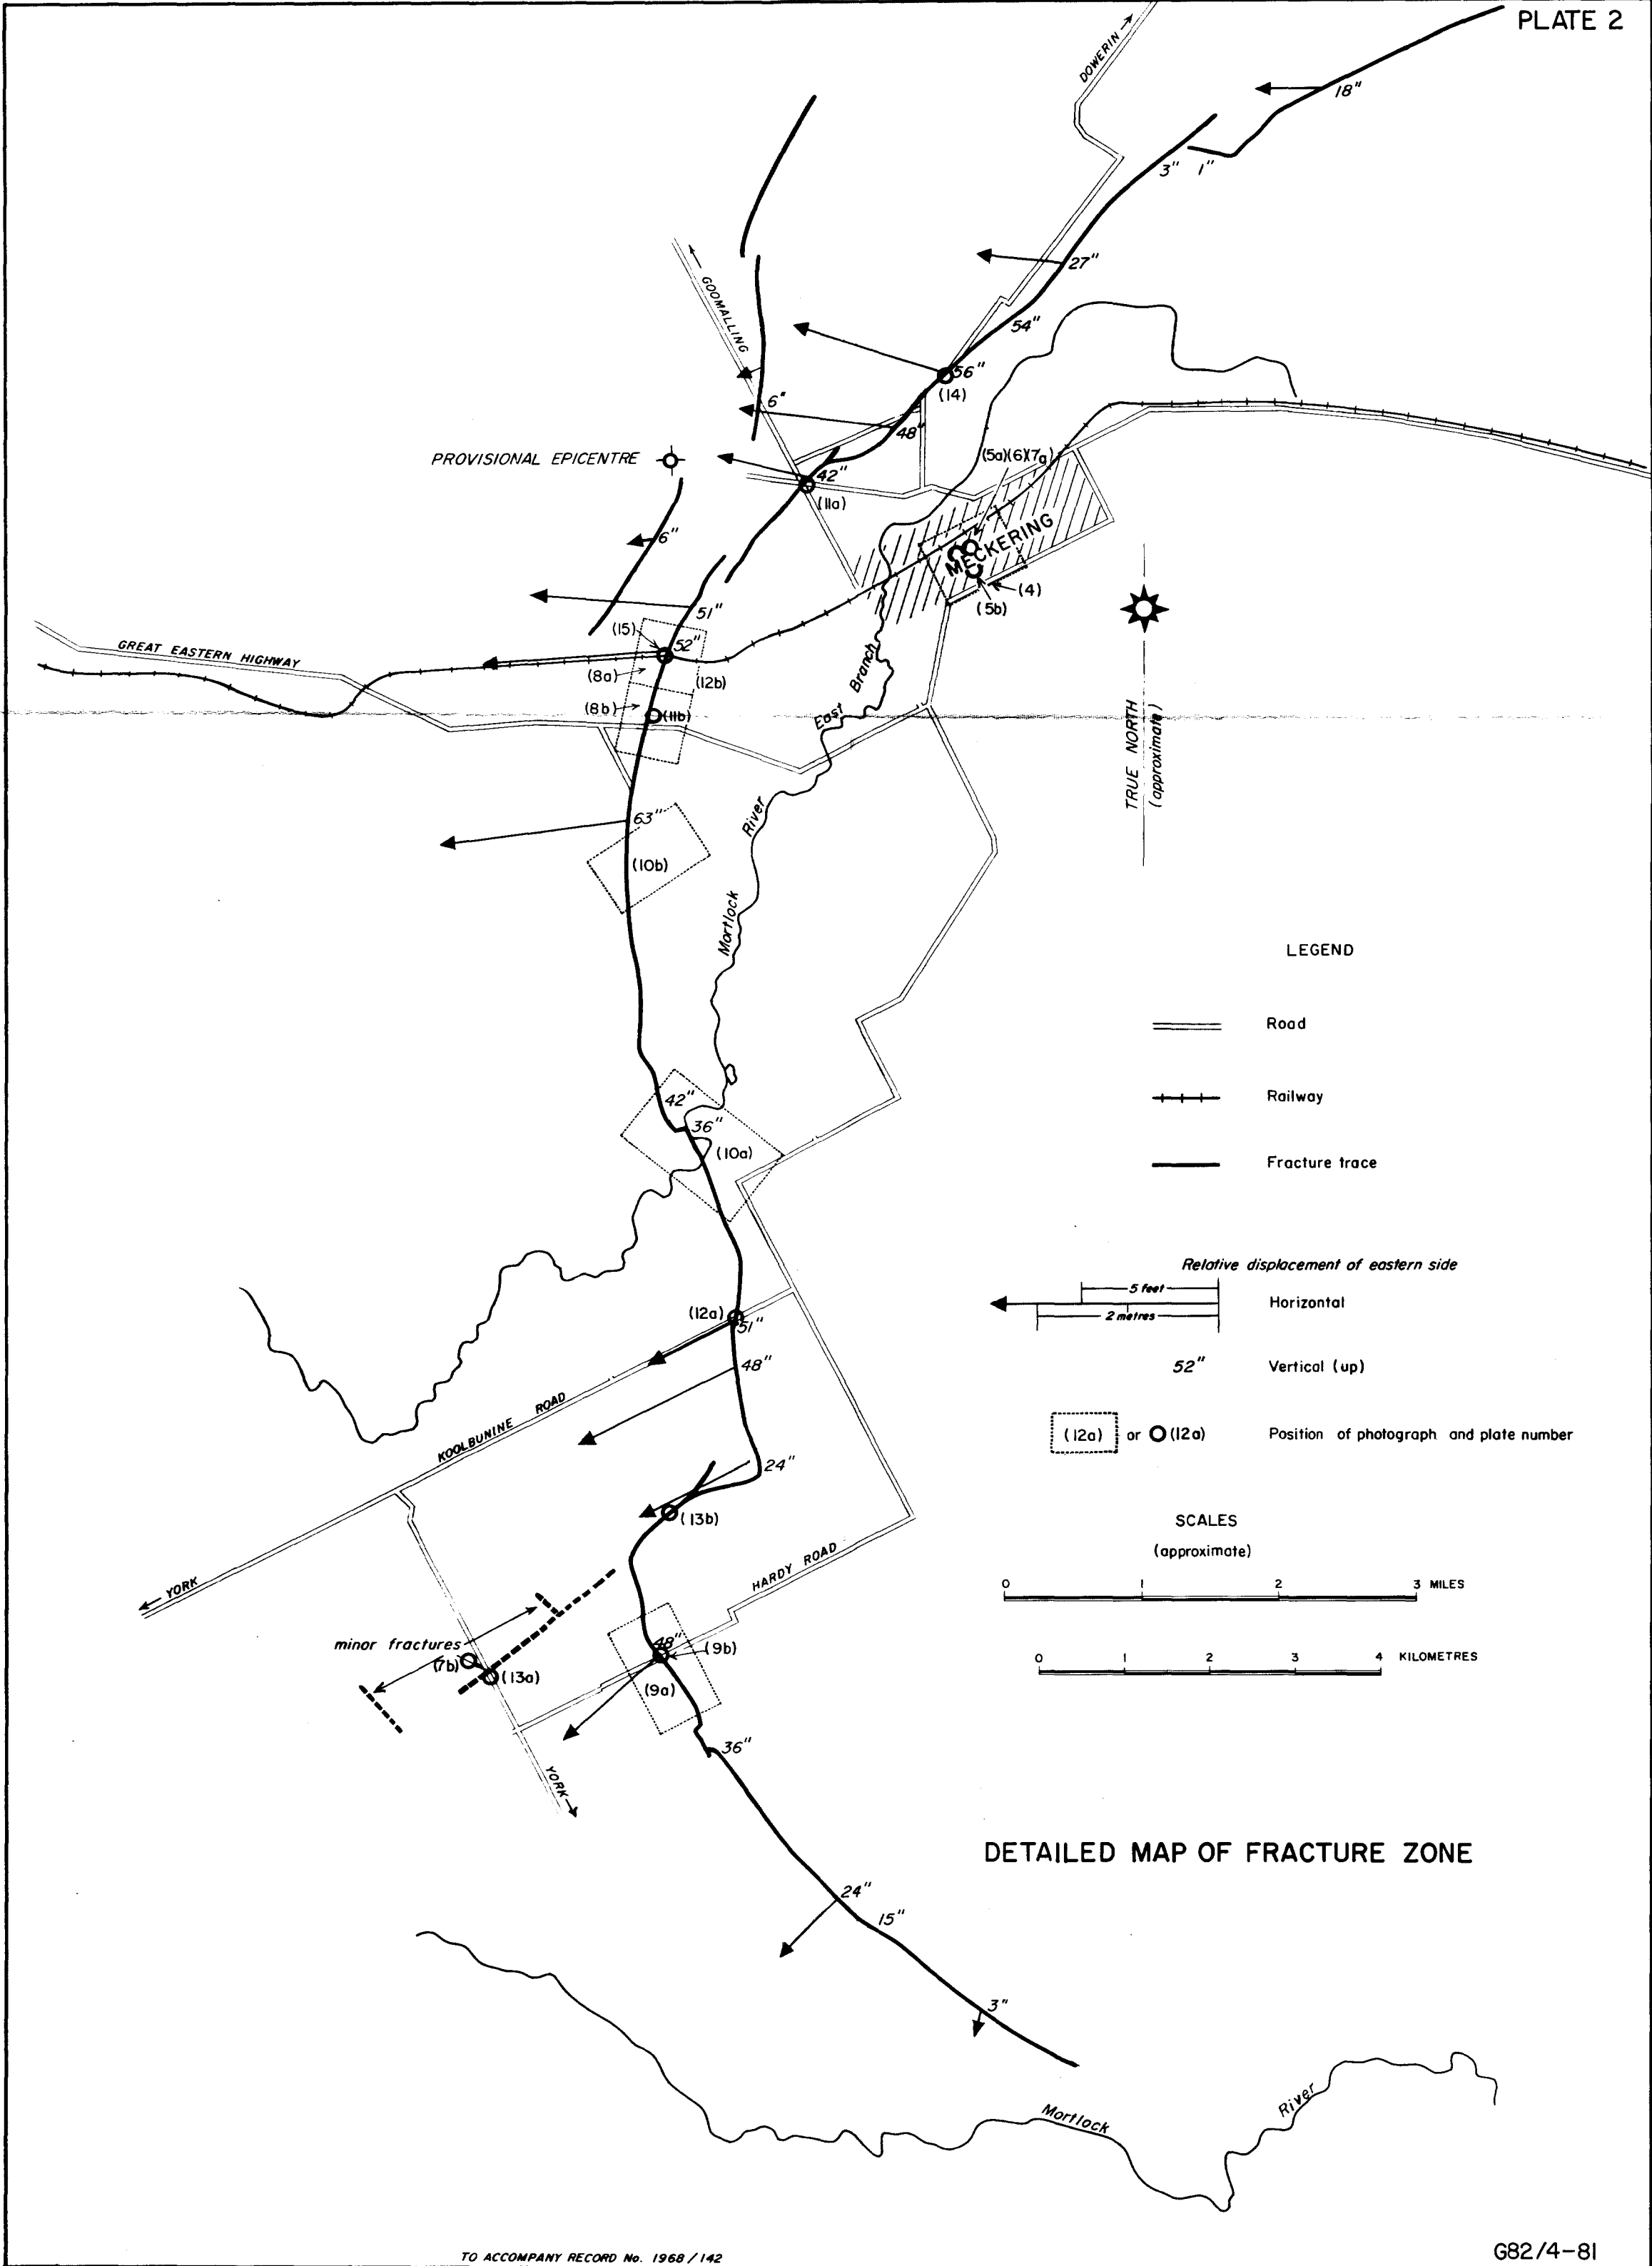 PLATE 2
DOWERIN
18"
3" 1"
27"
GOOMALLING
54"
56"
(14)
6"
48"
PROVISIONAL EPICENTRE
42"
(11a)
(5a)(6)(7a)
MECKERING
6"
(4)
(5b)
51"
(15)
52"
GREAT EASTERN HIGHWAY
(8a)
(12b)
(8b)
(11b)
East Branch
TRUE NORTH
(approximate)
63"
(10b)
Mortlock River
LEGEND
Road
Railway
42"
36"
(10a)
Fracture trace
Relative displacement of eastern side
5 feet
2 metres
Horizontal
(12a)
51"
48"
52" Vertical (up)
(12a) or (12a) Position of photograph and plate number
KOOLBUNINE ROAD
24"
(13b)
SCALES
(approximate)
0 1 2 3 MILES
HARDY ROAD
YORK
minor fractures
(7b)
(13a)
48"
(9b)
(9a)
0 1 2 3 4 KILOMETRES
36"
YORK
DETAILED MAP OF FRACTURE ZONE
24"
15"
3"
Mortlock River
TO ACCOMPANY RECORD No. 1968/142
G82/4-81